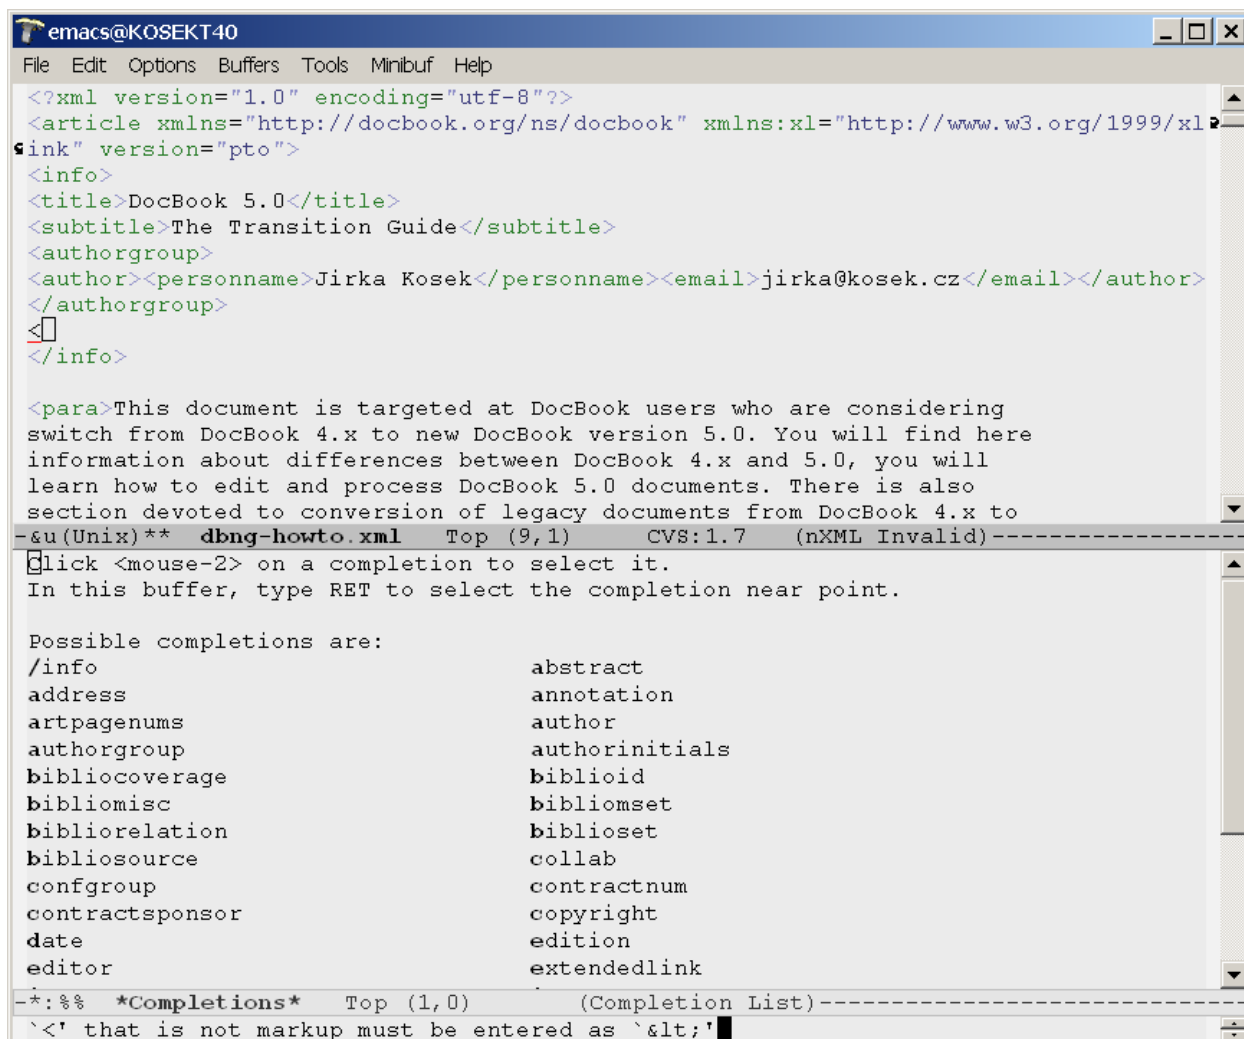 emacs@KOSEKT40
File Edit Options Buffers Tools Minibuf Help
<?xml version="1.0" encoding="utf-8"?>
<article xmlns="http://docbook.org/ns/docbook" xmlns:xl="http://www.w3.org/1999/xl
ink" version="pto">
<info>
<title>DocBook 5.0</title>
<subtitle>The Transition Guide</subtitle>
<authorgroup>
<author><personname>Jirka Kosek</personname><email>jirka@kosek.cz</email></author>
</authorgroup>
<
</info>
<para>This document is targeted at DocBook users who are considering
switch from DocBook 4.x to new DocBook version 5.0. You will find here
information about differences between DocBook 4.x and 5.0, you will
learn how to edit and process DocBook 5.0 documents. There is also
section devoted to conversion of legacy documents from DocBook 4.x to
-&u(Unix)**  dbng-howto.xml   Top (9,1)     CVS:1.7  (nXML Invalid)------------------
Click <mouse-2> on a completion to select it.
In this buffer, type RET to select the completion near point.
Possible completions are:
/info abstract
address annotation
artpagenums author
authorgroup authorinitials
bibliocoverage biblioid
bibliomisc bibliomset
bibliorelation biblioset
bibliosource collab
confgroup contractnum
contractsponsor copyright
date edition
editor extendedlink
-*:%%  *Completions*   Top (1,0)       (Completion List)------------------------------
`<' that is not markup must be entered as `&lt;'